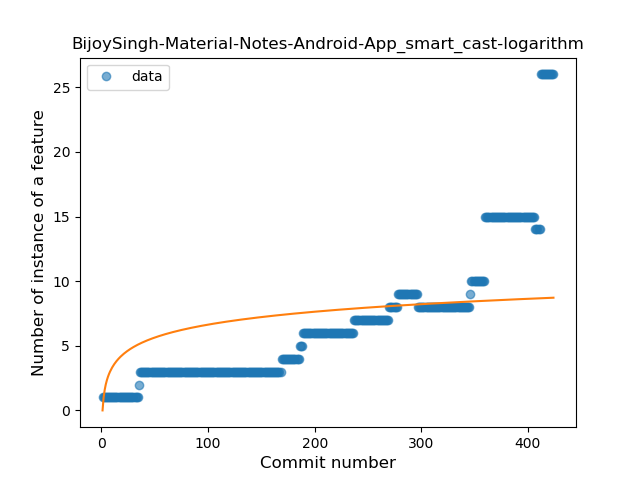 BijoySingh-Material-Notes-Android-App_smart_cast-logarithm
data
Number of instance of a feature
25
20
15
10
5
0
0 100 200 300 400
Commit number